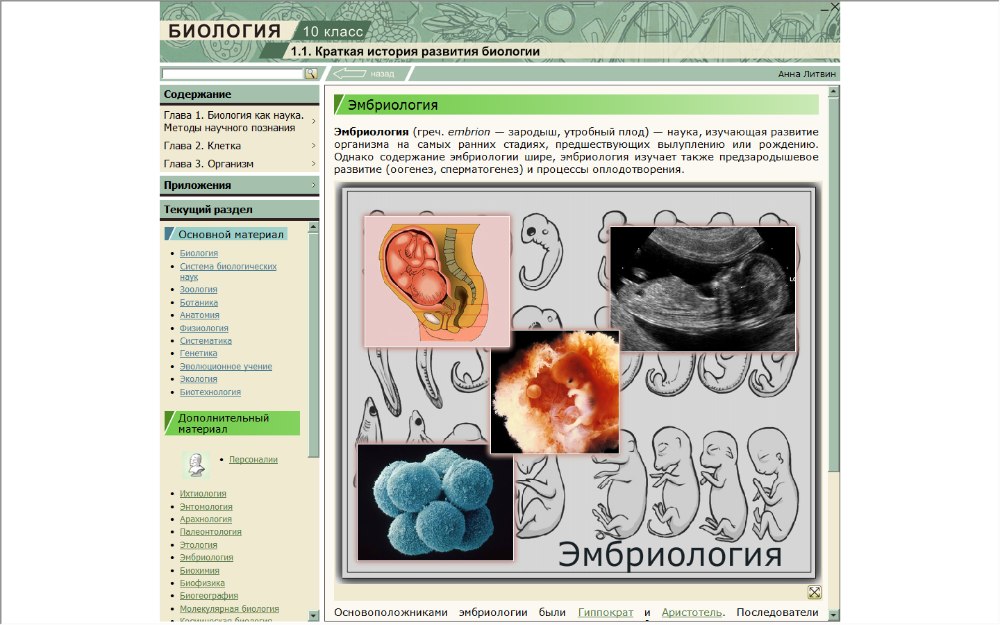 БИОЛОГИЯ 10 класс
1.1. Краткая история развития биологии
назад
Анна Литвин
Содержание
Глава 1. Биология как наука.
Методы научного познания
Глава 2. Клетка
Глава 3. Организм
Приложения
Текущий раздел
Основной материал
Биология
Система биологических
наук
Зоология
Ботаника
Анатомия
Физиология
Систематика
Генетика
Эволюционное учение
Экология
Биотехнология
Дополнительный
материал
Персоналии
Ихтиология
Энтомология
Арахнология
Палеонтология
Этология
Эмбриология
Биохимия
Биофизика
Биогеография
Молекулярная биология
Космическая биология
Эмбриология
Эмбриология (греч. embrion — зародыш, утробный плод) — наука, изучающая развитие
организма на самых ранних стадиях, предшествующих вылуплению или рождению.
Однако содержание эмбриологии шире, эмбриология изучает также предзародышевое
развитие (оогенез, сперматогенез) и процессы оплодотворения.
LO
Эмбриология
Основоположниками эмбриологии были Гиппократ и Аристотель. Последователи